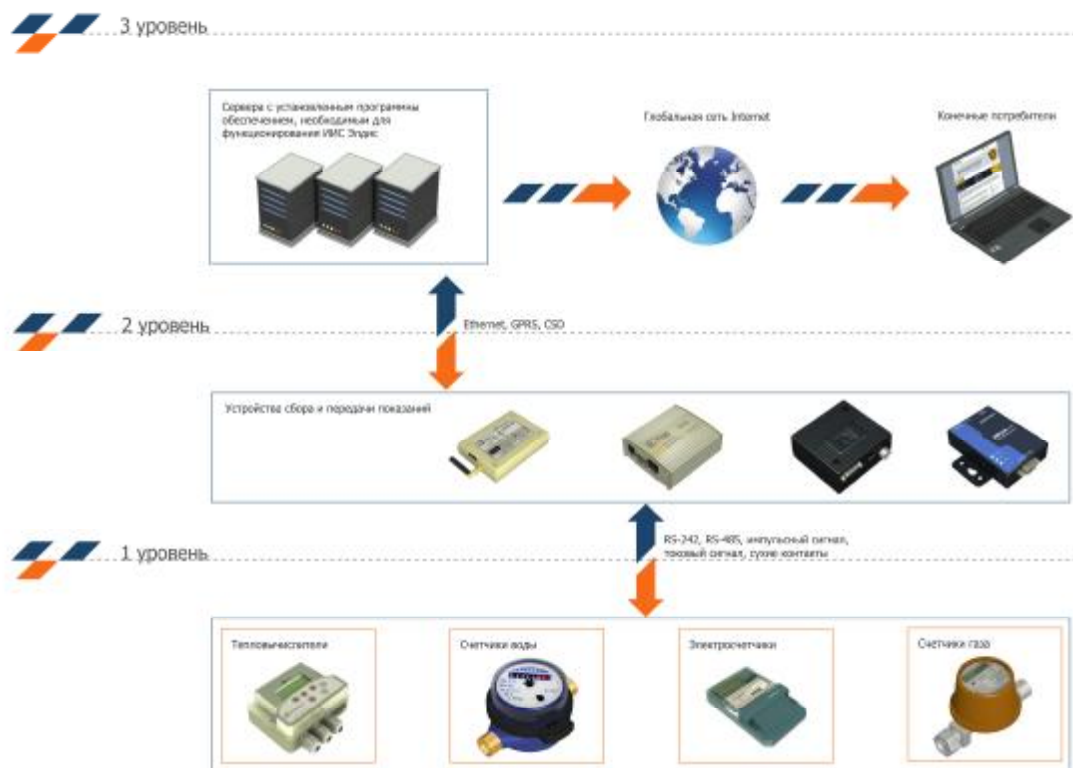 3 уровень
Сервера с установленным программы
обеспечением, необходимым для
функционирования ИИС Элдис
Глобальная сеть Internet
Конечные потребители
2 уровень
Ethernet, GPRS, CSD
Устройства сбора и передачи показаний
1 уровень
RS-242, RS-485, импульсный сигнал,
токовый сигнал, сухие контакты
Тепловычислители
Счетчики воды
Электросчетчики
Счетчики газа